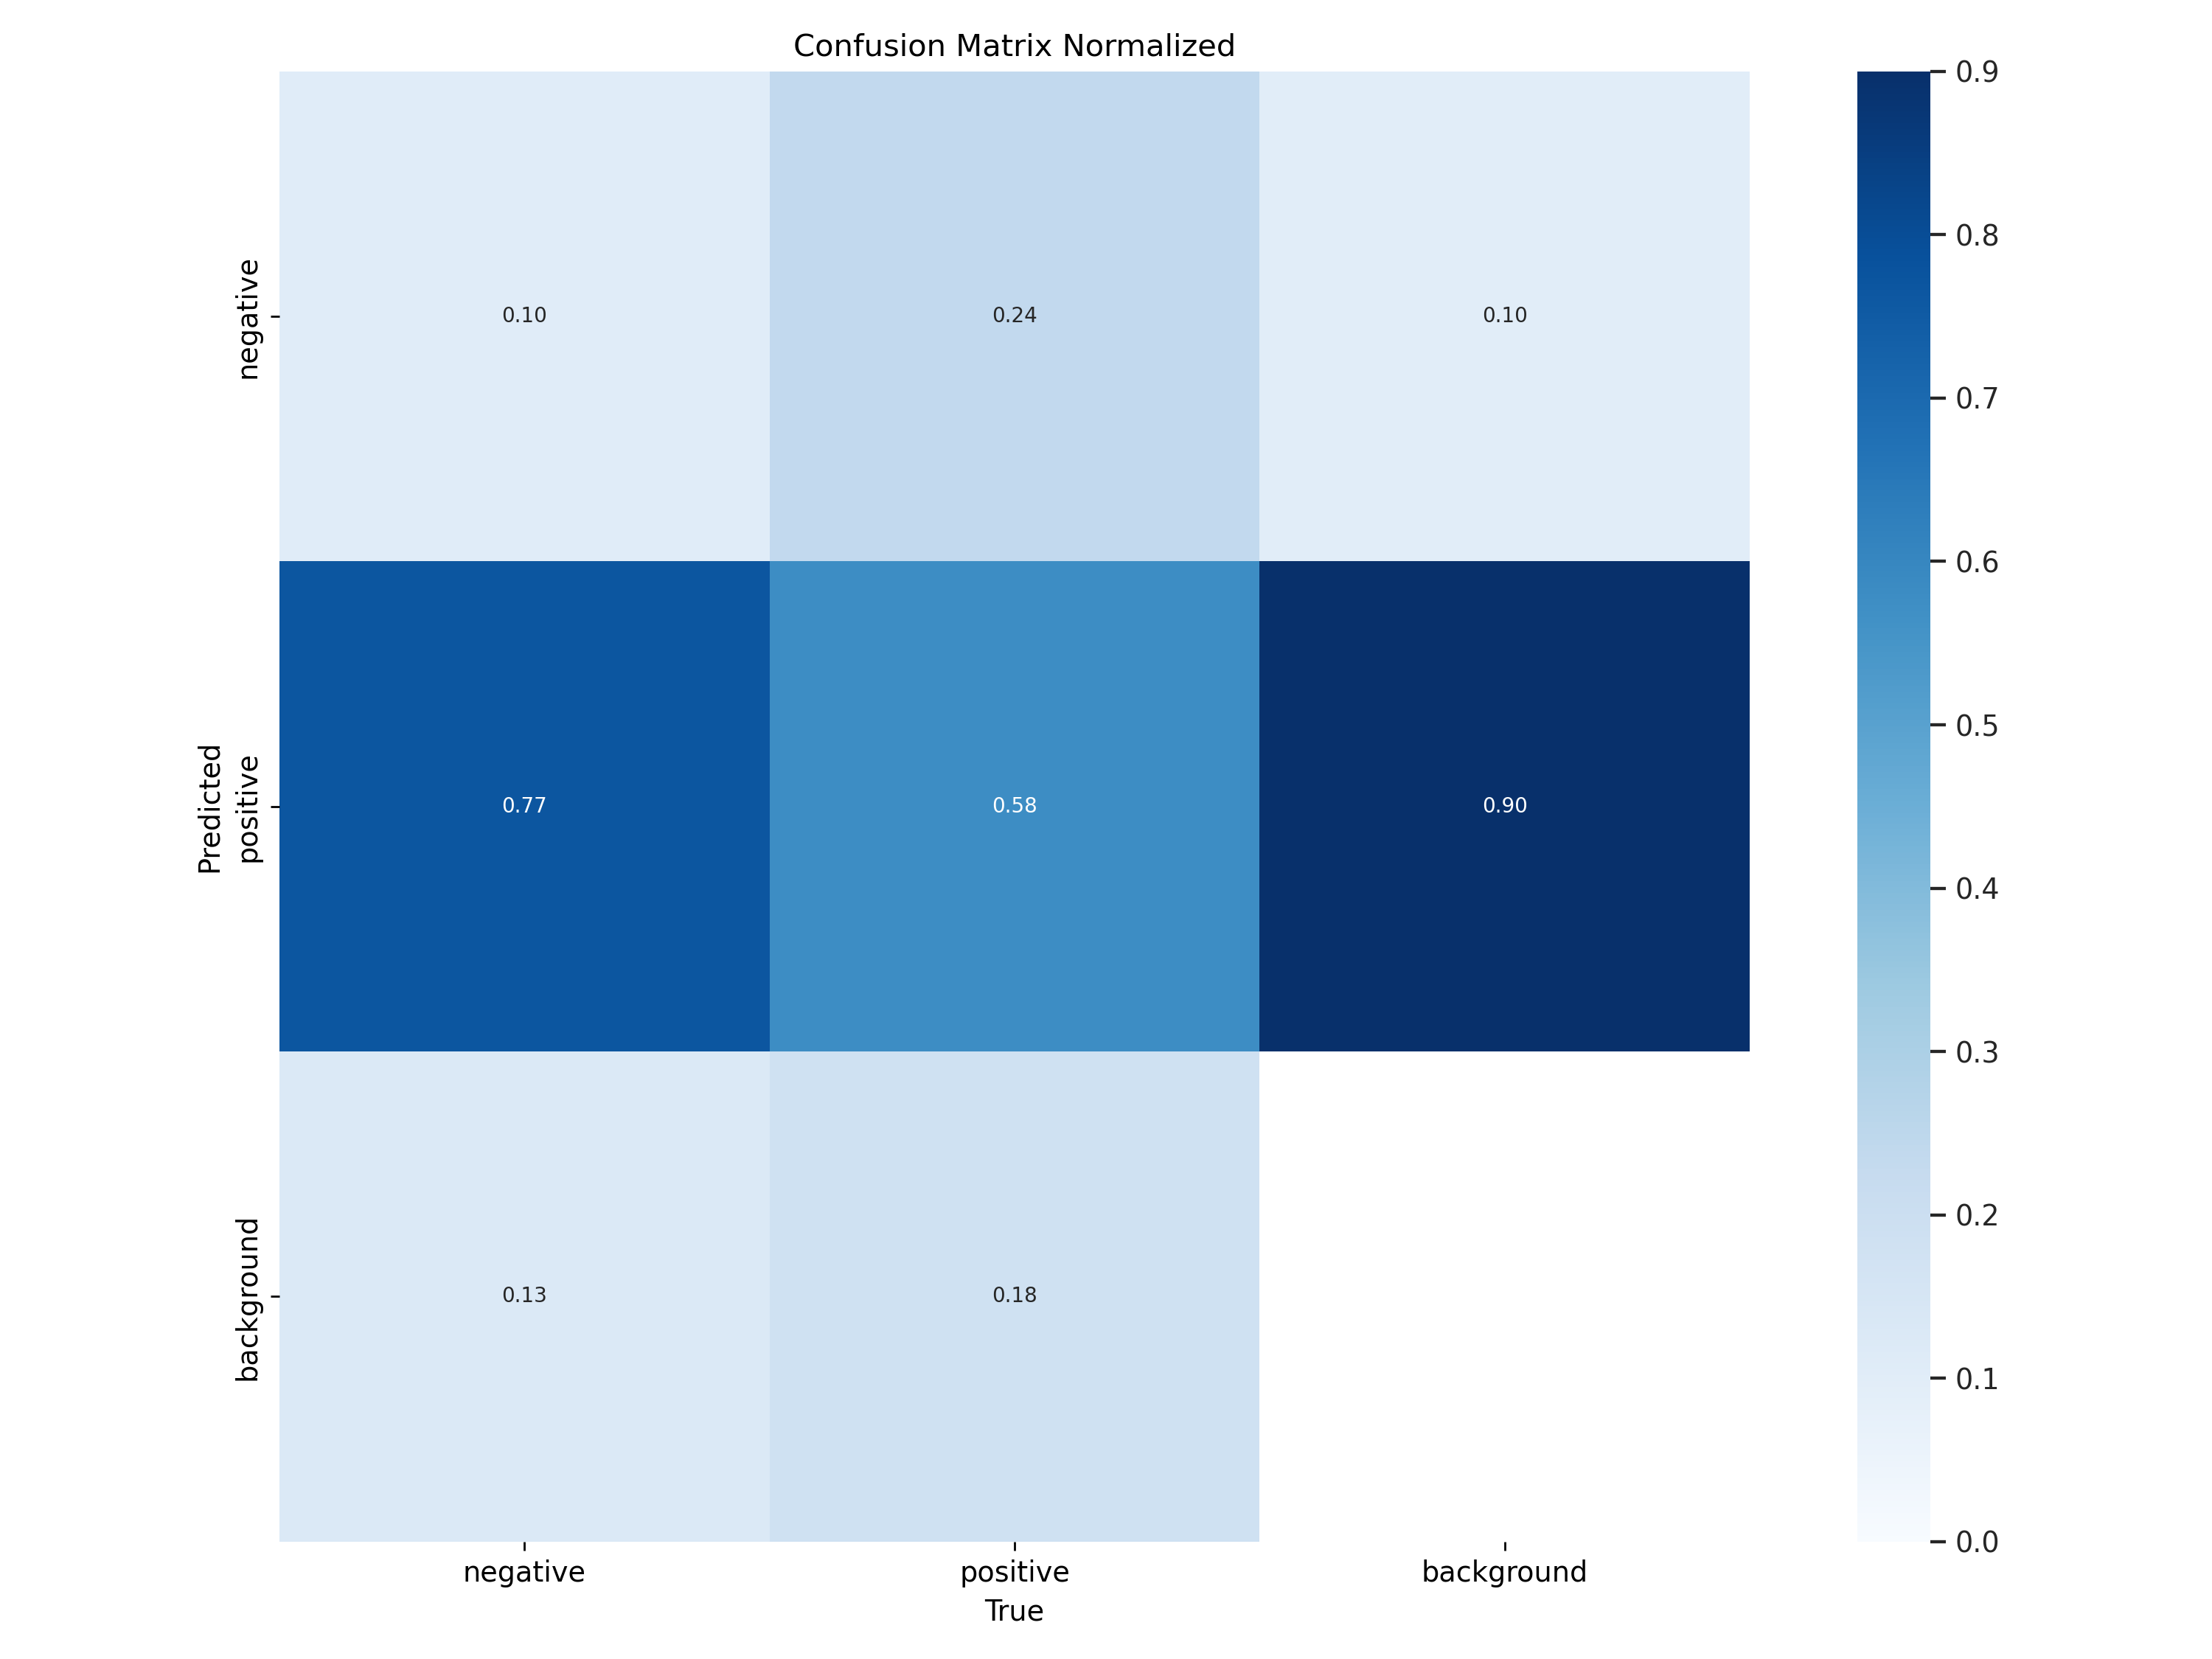 Confusion Matrix Normalized
negative
0.10 0.24 0.10
Predicted
positive
0.77 0.58 0.90
background
0.13 0.18
negative positive background
True
0.9
0.8
0.7
0.6
0.5
0.4
0.3
0.2
0.1
0.0